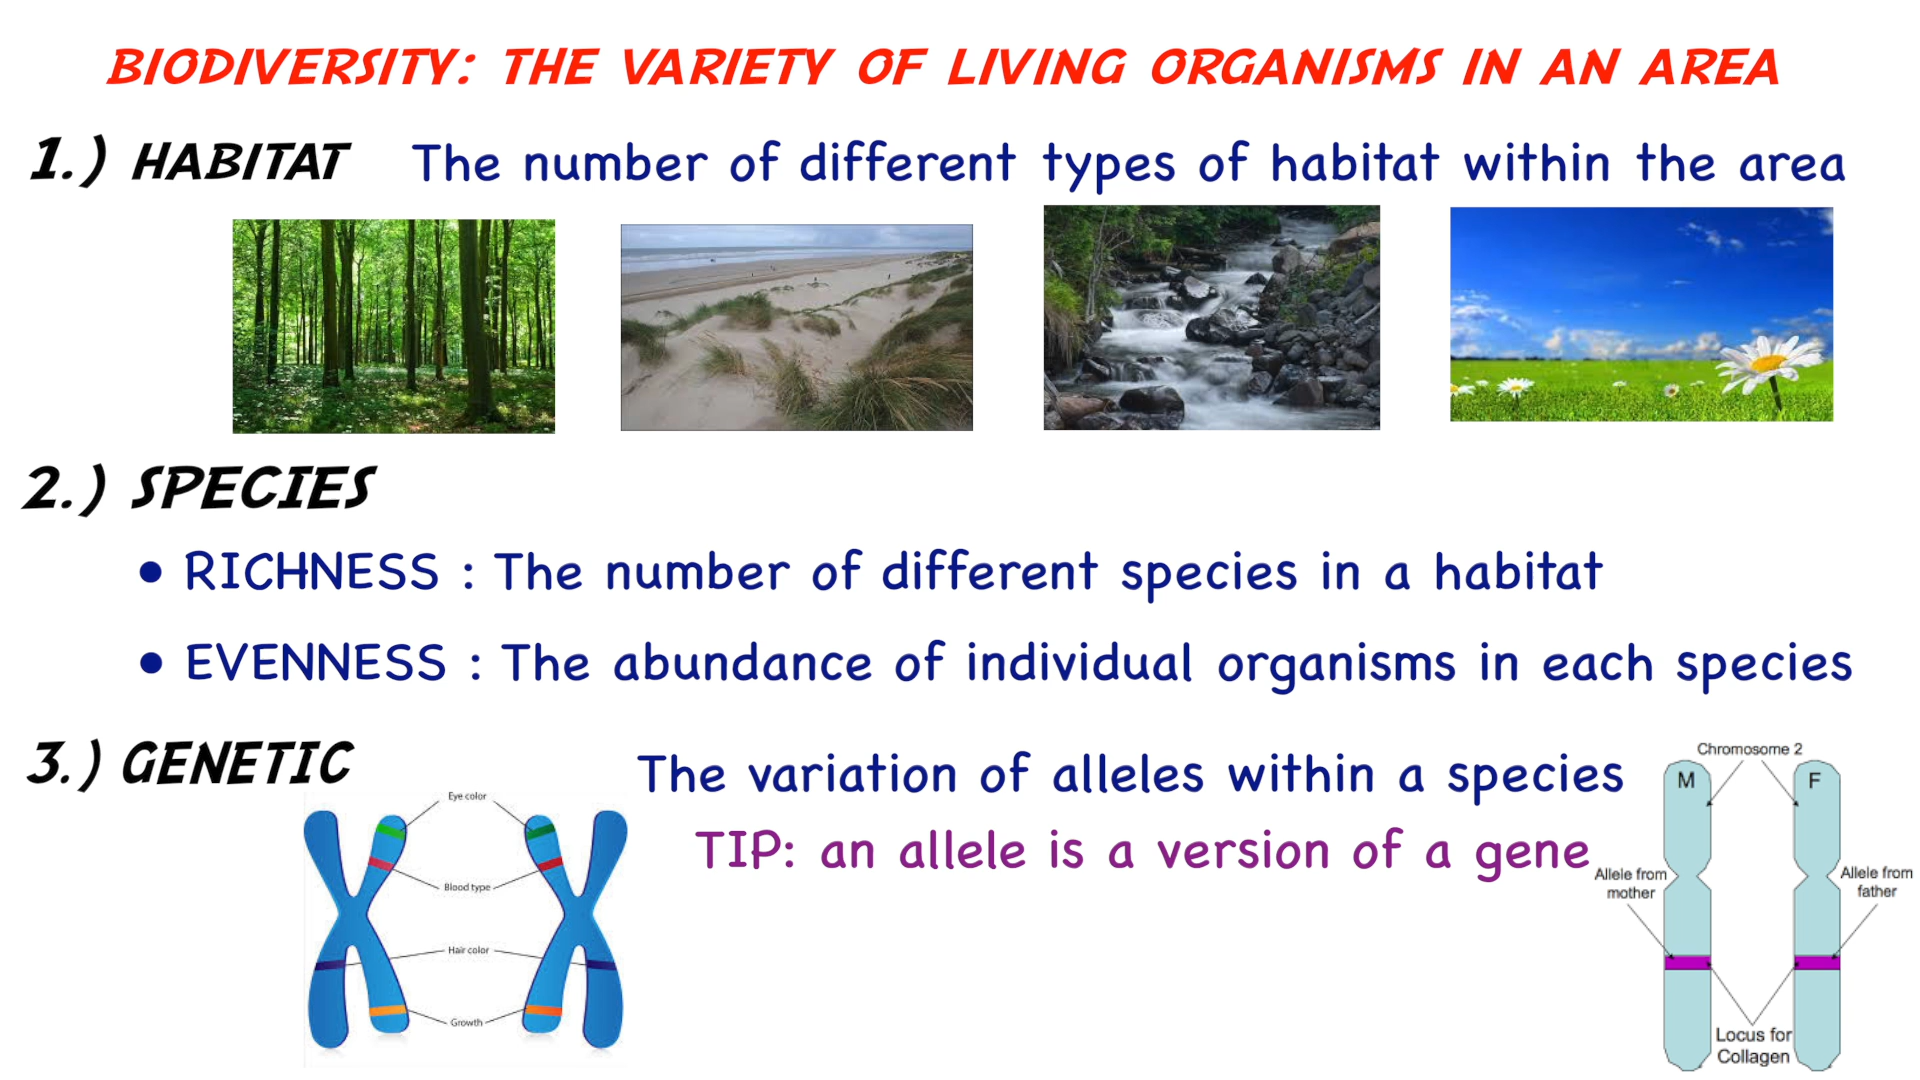 BIODIVERSITY: THE VARIETY OF LIVING ORGANISMS IN AN AREA
1.) HABITAT The number of different types of habitat within the area
2.) SPECIES
• RICHNESS : The number of different species in a habitat
• EVENNESS : The abundance of individual organisms in each species
3.) GENETIC
The variation of alleles within a species
TIP: an allele is a version of a gene
Eye color
Blood type
Hair color
Growth
Chromosome 2
M F
Allele from
mother
Allele from
father
Locus for
Collagen